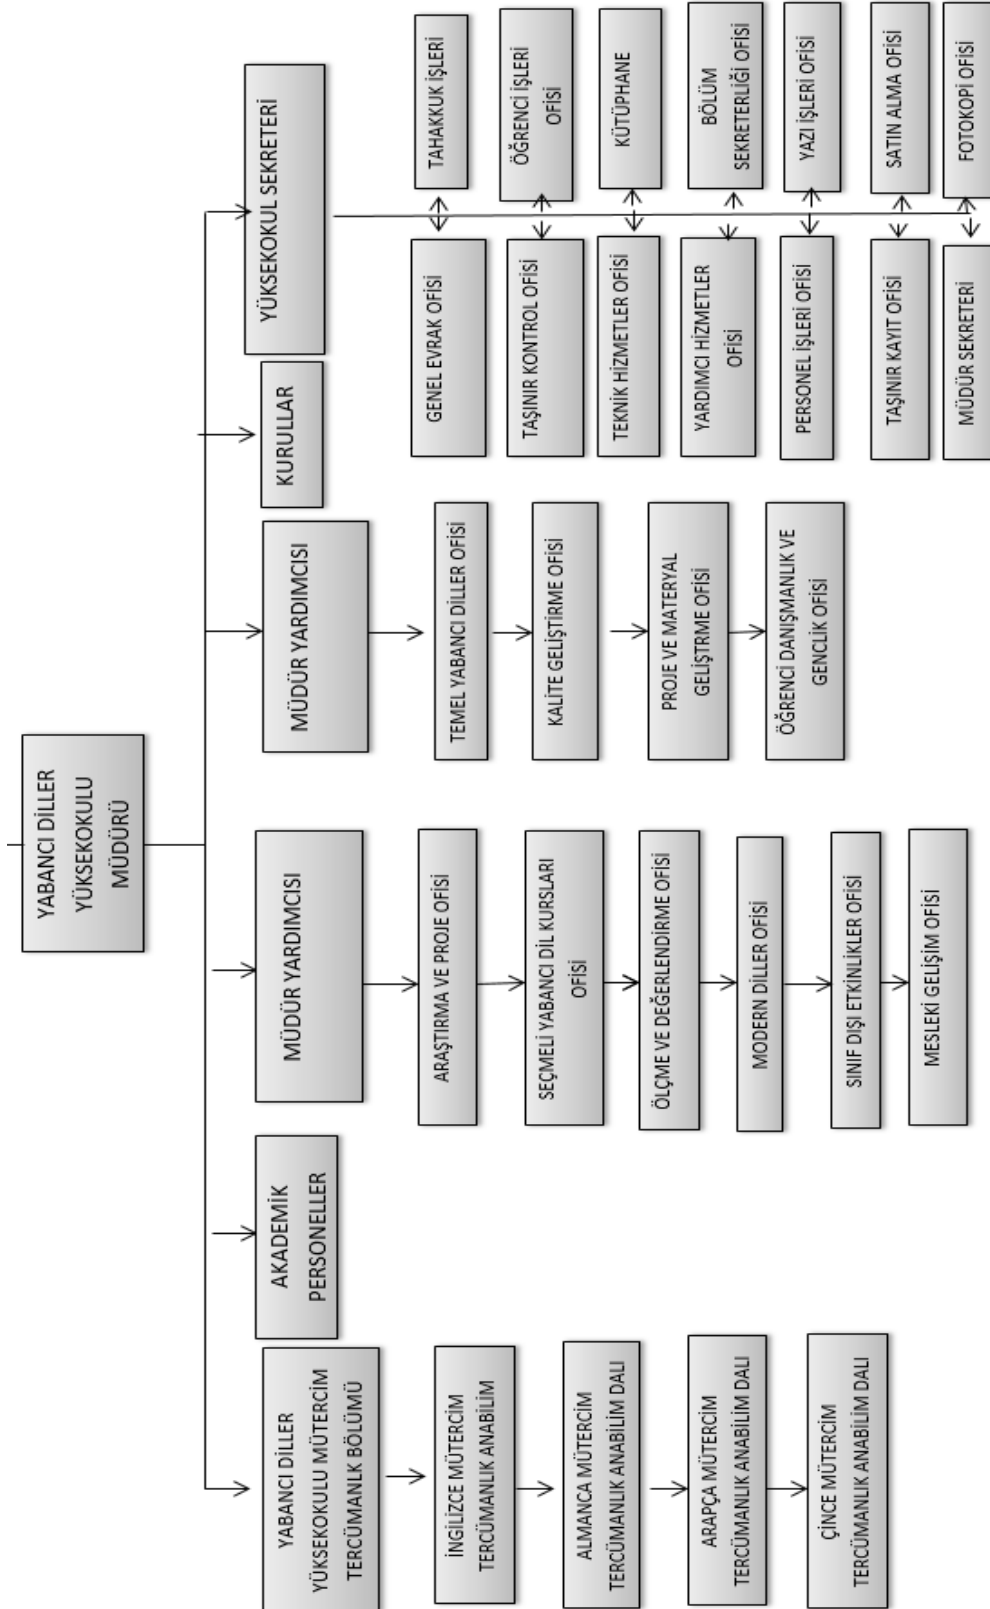 YABANCI DİLLER
YÜKSEKOKULU
MÜDÜRÜ
YABANCI DİLLER
YÜKSEKOKULU MÜTERCİM
TERCÜMANLK BÖLÜMÜ
AKADEMİK
PERSONELLER
MÜDÜR YARDIMCISI
MÜDÜR YARDIMCISI
KURULLAR
YÜKSEKOKUL SEKRETERİ
İNGİLİZCE MÜTERCİM
TERCÜMANLIK ANABİLİM
ALMANCA MÜTERCİM
TERCÜMANLIK ANABİLİM DALI
ARAPÇA MÜTERCİM
TERCÜMANLIK ANABİLİM DALI
ÇİNCE MÜTERCİM
TERCÜMANLIK ANABİLİM DALI
ARAŞTIRMA VE PROJE OFİSİ
SEÇMELİ YABANCI DİL KURSLARI
OFİSİ
ÖLÇME VE DEĞERLENDİRME OFİSİ
MODERN DİLLER OFİSİ
SINIF DIŞI ETKİNLİKLER OFİSİ
MESLEKİ GELİŞİM OFİSİ
TEMEL YABANCI DİLLER OFİSİ
KALİTE GELİŞTİRME OFİSİ
PROJE VE MATERYAL
GELİŞTRME OFİSİ
ÖĞRENCİ DANIŞMANLIK VE
GENCLİK OFİSİ
GENEL EVRAK OFİSİ
TAHAKKUK İŞLERİ
TAŞINIR KONTROL OFİSİ
ÖĞRENCİ İŞLERİ
OFİSİ
TEKNİK HİZMETLER OFİSİ
KÜTÜPHANE
YARDIMCI HİZMETLER
OFİSİ
BÖLÜM
SEKRETERLİĞİ OFİSİ
PERSONEL İŞLERİ OFİSİ
YAZI İŞLERİ OFİSİ
TAŞINIR KAYIT OFİSİ
SATIN ALMA OFİSİ
MÜDÜR SEKRETERİ
FOTOKOPİ OFİSİ